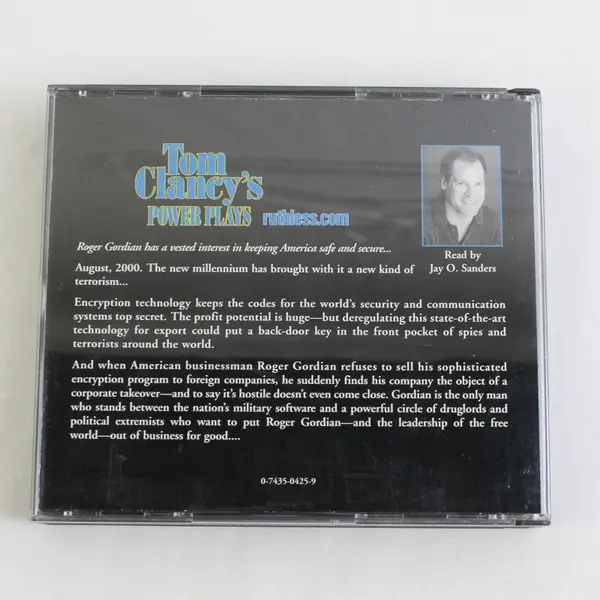 Tom
Clancy's
POWER PLAYS ruthless.com
Roger Gordian has a vested interest in keeping America safe and secure...
Read by
Jay O. Sanders
August, 2000. The new millennium has brought with it a new kind of
terrorism...
Encryption technology keeps the codes for the world's security and communication
systems top secret. The profit potential is huge—but deregulating this state-of-the-art
technology for export could put a back-door key in the front pocket of spies and
terrorists around the world.
And when American businessman Roger Gordian refuses to sell his sophisticated
encryption program to foreign companies, he suddenly finds his company the object of a
corporate takeover—and to say it's hostile doesn't even come close. Gordian is the only man
who stands between the nation's military software and a powerful circle of druglords and
political extremists who want to put Roger Gordian—and the leadership of the free
world—out of business for good....
0-7435-0425-9